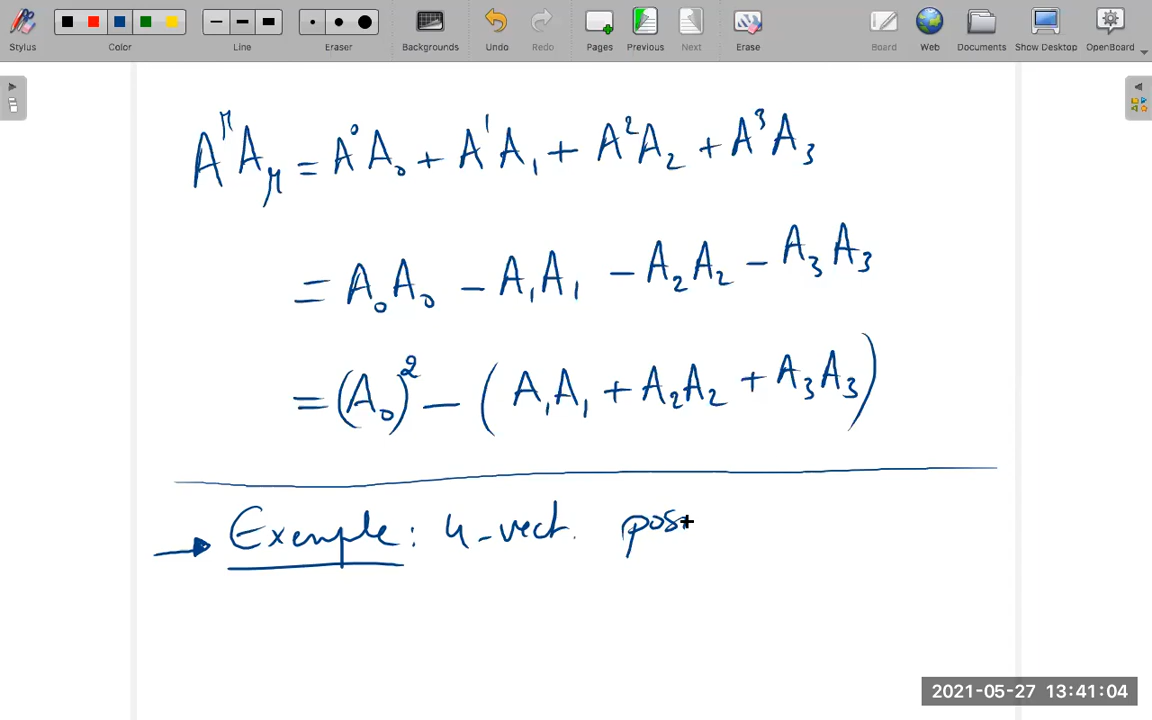 Stylus Color Line Eraser Backgrounds Undo Redo Pages Previous Next Erase Board Web Documents Show Desktop OpenBoard
A^μ A_μ = A^0 A_0 + A^1 A_1 + A^2 A_2 + A^3 A_3
= A_0 A_0 - A_1 A_1 - A_2 A_2 - A_3 A_3
= (A_0)^2 - (A_1 A_1 + A_2 A_2 + A_3 A_3)
→ Exemple : 4-vect. pos
2021-05-27 13:41:04